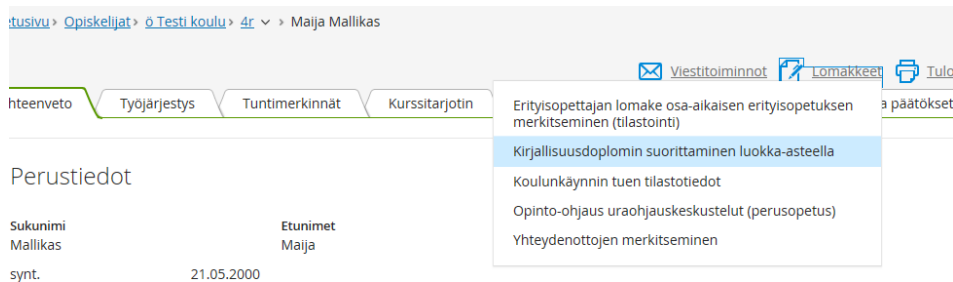 etusivu › Opiskelijat › ö Testi koulu › 4r › Maija Mallikas
Viestitoiminnot Lomakkeet Tulo
hteenveto Työjärjestys Tuntimerkinnät Kurssitarjotin a päätökset
Erityisopettajan lomake osa-aikaisen erityisopetuksen
merkitseminen (tilastointi)
Kirjallisuusdoplomin suorittaminen luokka-asteella
Koulunkäynnin tuen tilastotiedot
Opinto-ohjaus uraohjauskeskustelut (perusopetus)
Yhteydenottojen merkitseminen
Perustiedot
Sukunimi Etunimet
Mallikas Maija
synt. 21.05.2000